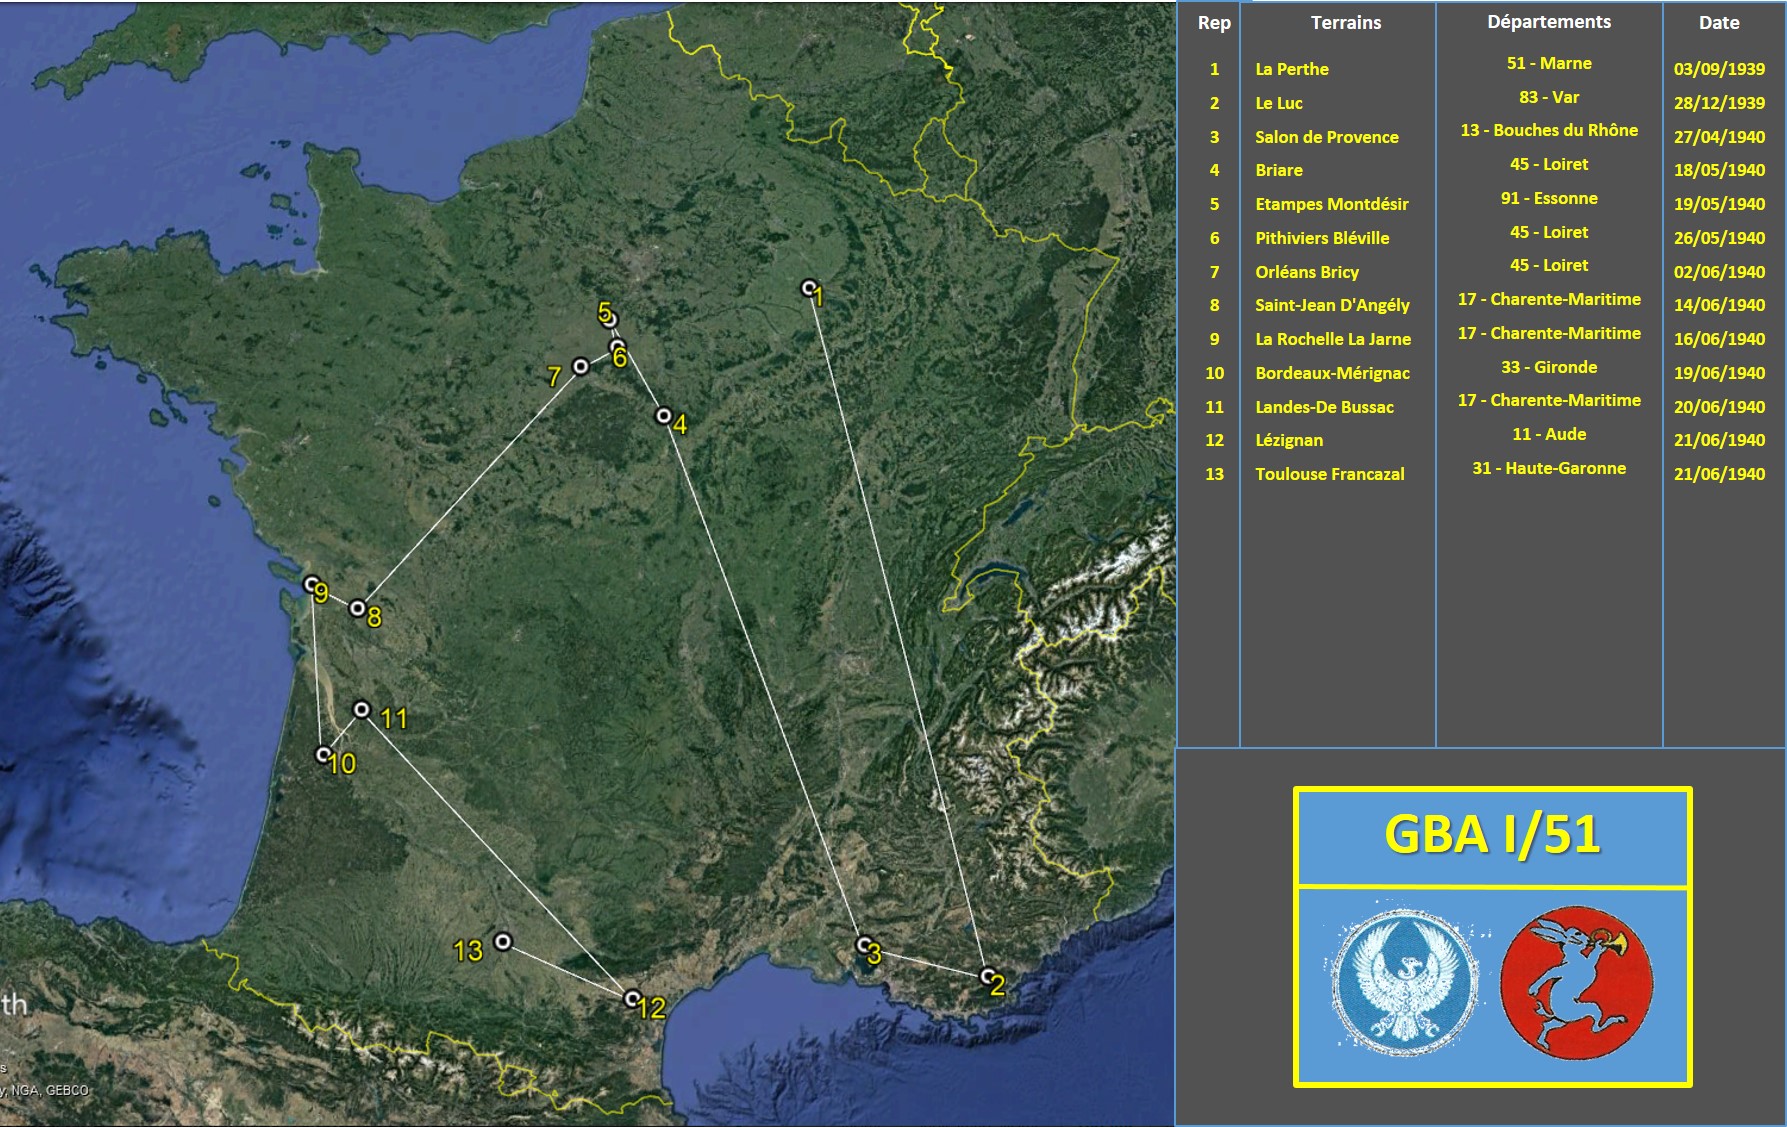 Rep Terrains Départements Date
1 La Perthe 51 - Marne 03/09/1939
2 Le Luc 83 - Var 28/12/1939
3 Salon de Provence 13 - Bouches du Rhône 27/04/1940
4 Briare 45 - Loiret 18/05/1940
5 Etampes Montdésir 91 - Essonne 19/05/1940
6 Pithiviers Bléville 45 - Loiret 26/05/1940
7 Orléans Bricy 45 - Loiret 02/06/1940
8 Saint-Jean D'Angély 17 - Charente-Maritime 14/06/1940
9 La Rochelle La Jarne 17 - Charente-Maritime 16/06/1940
10 Bordeaux-Mérignac 33 - Gironde 19/06/1940
11 Landes-De Bussac 17 - Charente-Maritime 20/06/1940
12 Lézignan 11 - Aude 21/06/1940
13 Toulouse Francazal 31 - Haute-Garonne 21/06/1940
GBA I/51
1
5
6
7
4
9
8
11
10
13
3
2
12
th
s
y, NGA, GEBCO